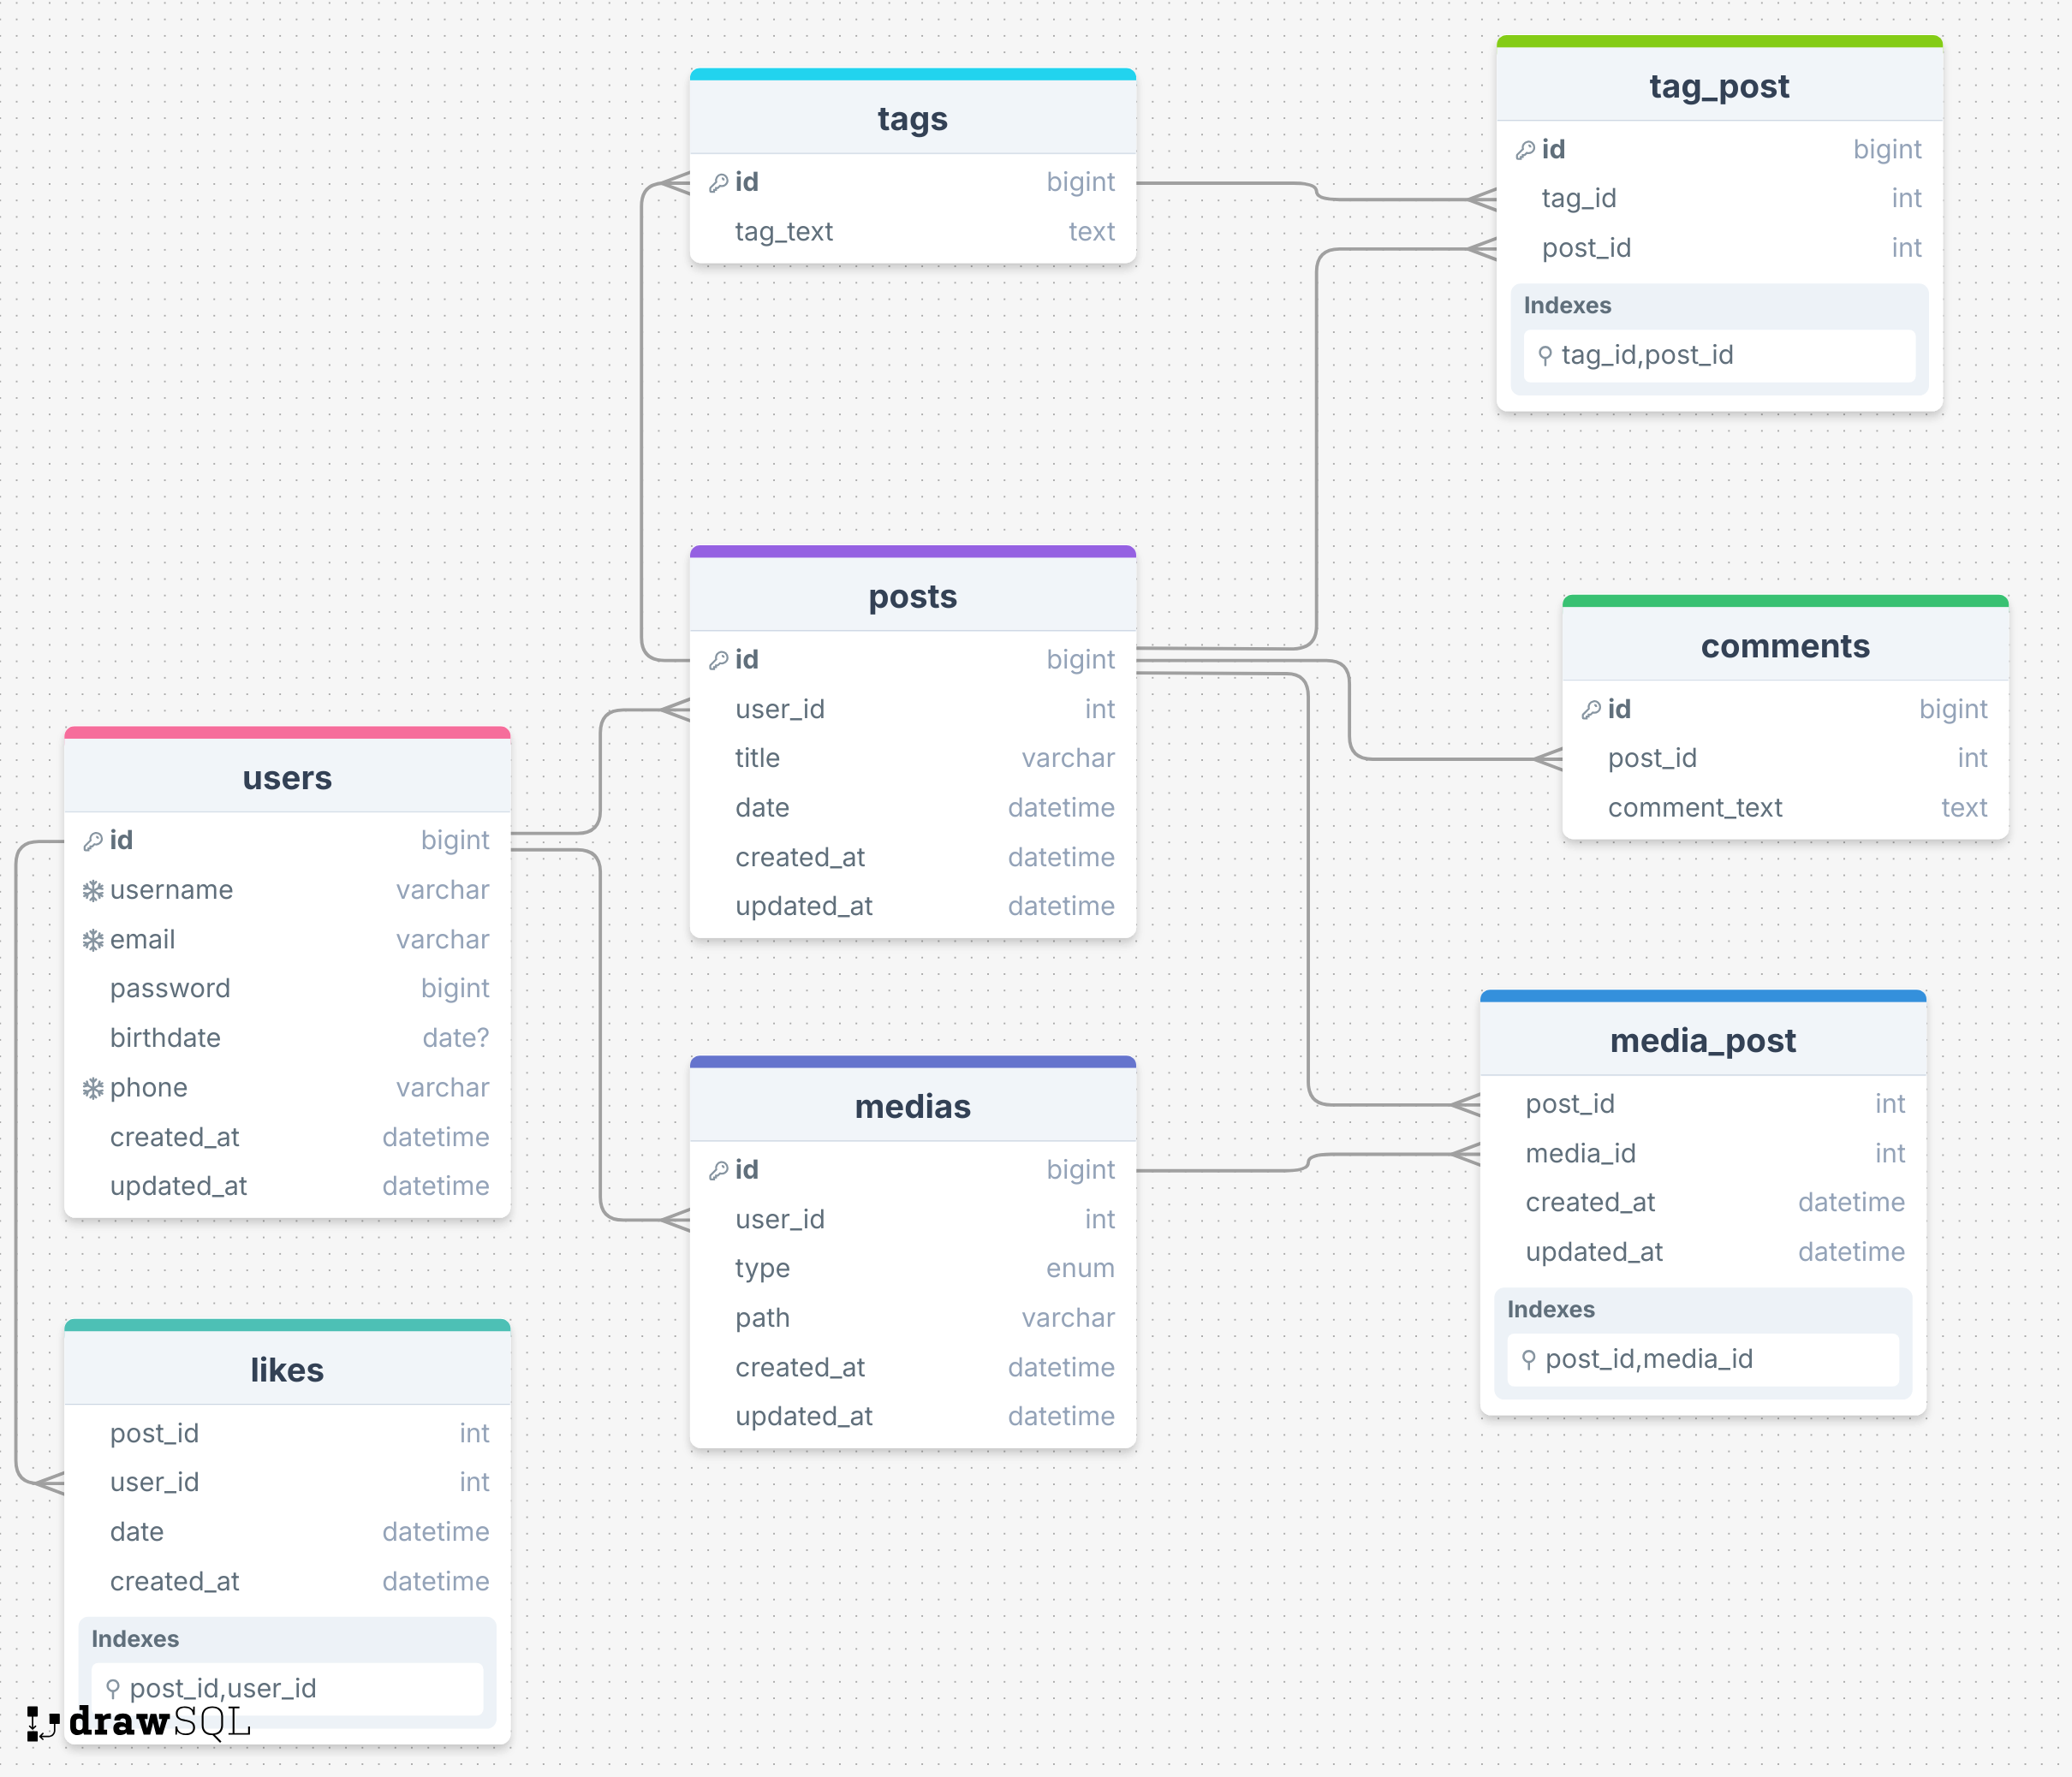 tags
id bigint
tag_text text
tag_post
id bigint
tag_id int
post_id int
Indexes
tag_id,post_id
posts
id bigint
user_id int
title varchar
date datetime
created_at datetime
updated_at datetime
comments
id bigint
post_id int
comment_text text
users
id bigint
username varchar
email varchar
password bigint
birthdate date?
phone varchar
created_at datetime
updated_at datetime
medias
id bigint
user_id int
type enum
path varchar
created_at datetime
updated_at datetime
media_post
post_id int
media_id int
created_at datetime
updated_at datetime
Indexes
post_id,media_id
likes
post_id int
user_id int
date datetime
created_at datetime
Indexes
post_id,user_id
drawSQL